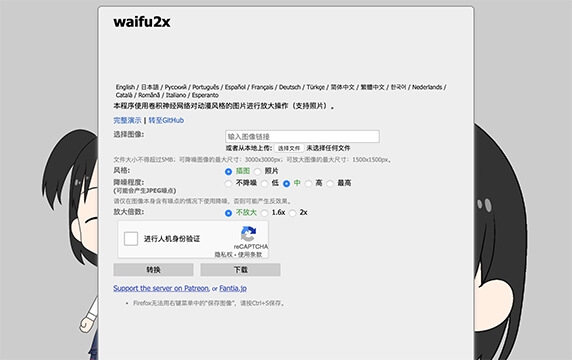 waifu2x
English / 日本語 / Русский / Português / Español / Français / Deutsch / Türkçe / 简体中文 / 繁體中文 / 한국어 / Nederlands /
Català / Română / Italiano / Esperanto
本程序使用卷积神经网络对动漫风格的图片进行放大操作（支持照片）。
完整演示 | 转至GitHub
选择图像: 输入图像链接
或者从本地上传: 选择文件 未选择任何文件
文件大小不得超过5MB；可降噪图像的最大尺寸：3000x3000px；可放大图像的最大尺寸：1500x1500px。
风格: 插图 照片
降噪程度: 不降噪 低 中 高 最高
(可能会产生JPEG噪点)
请仅在图像本身含有噪点的情况下使用降噪，否则可能产生反效果。
放大倍数: 不放大 1.6x 2x
进行人机身份验证
reCAPTCHA
隐私权 - 使用条款
转换 下载
Support the server on Patreon, or Fantia.jp
• Firefox无法用右键菜单中的"保存图像"，请按Ctrl+S保存。